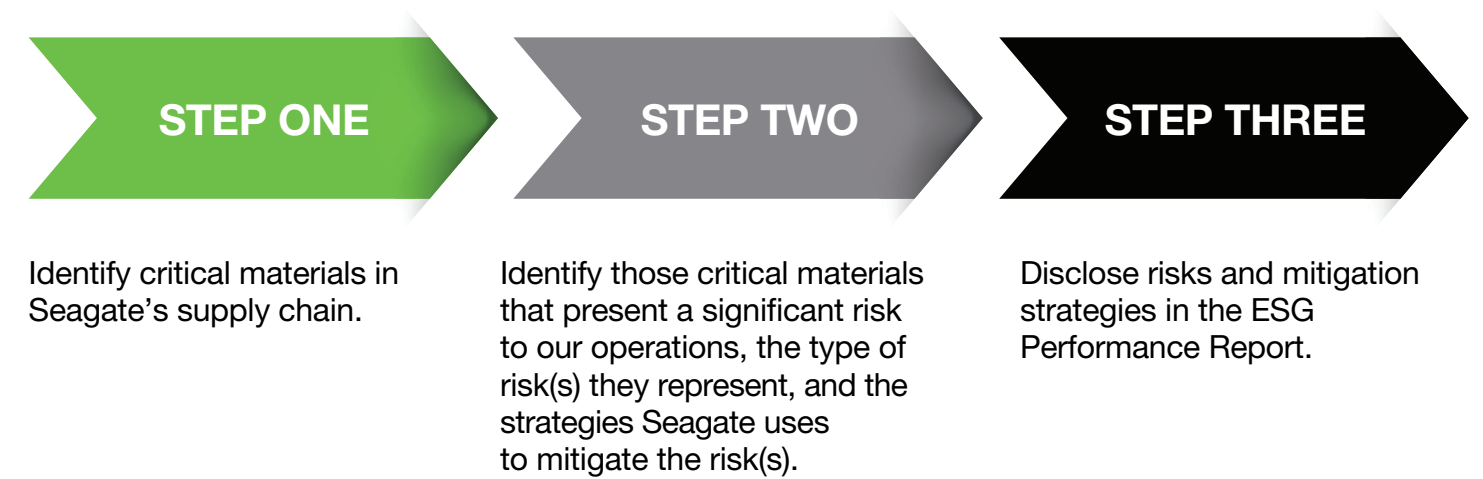 STEP ONE
Identify critical materials in
Seagate’s supply chain.
STEP TWO
Identify those critical materials
that present a significant risk
to our operations, the type of
risk(s) they represent, and the
strategies Seagate uses
to mitigate the risk(s).
STEP THREE
Disclose risks and mitigation
strategies in the ESG
Performance Report.